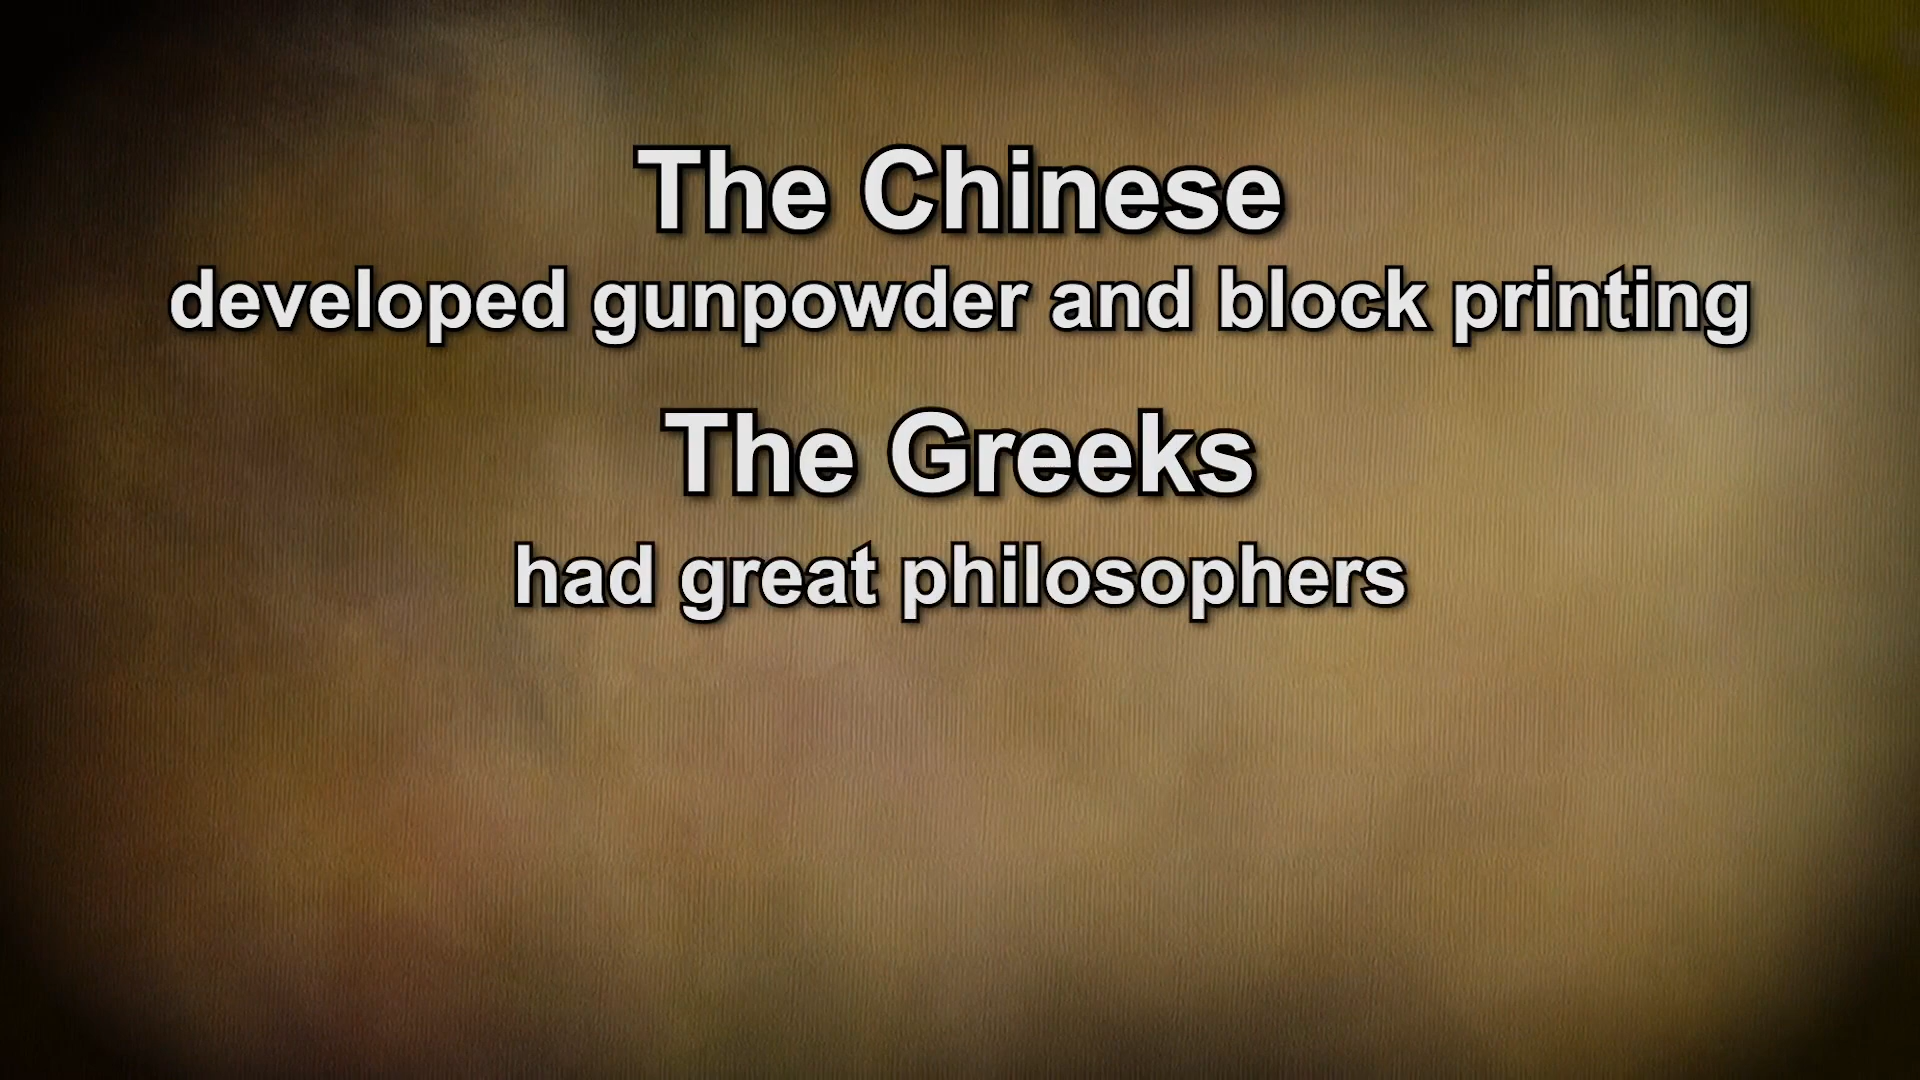 The Chinese
developed gunpowder and block printing
The Greeks
had great philosophers